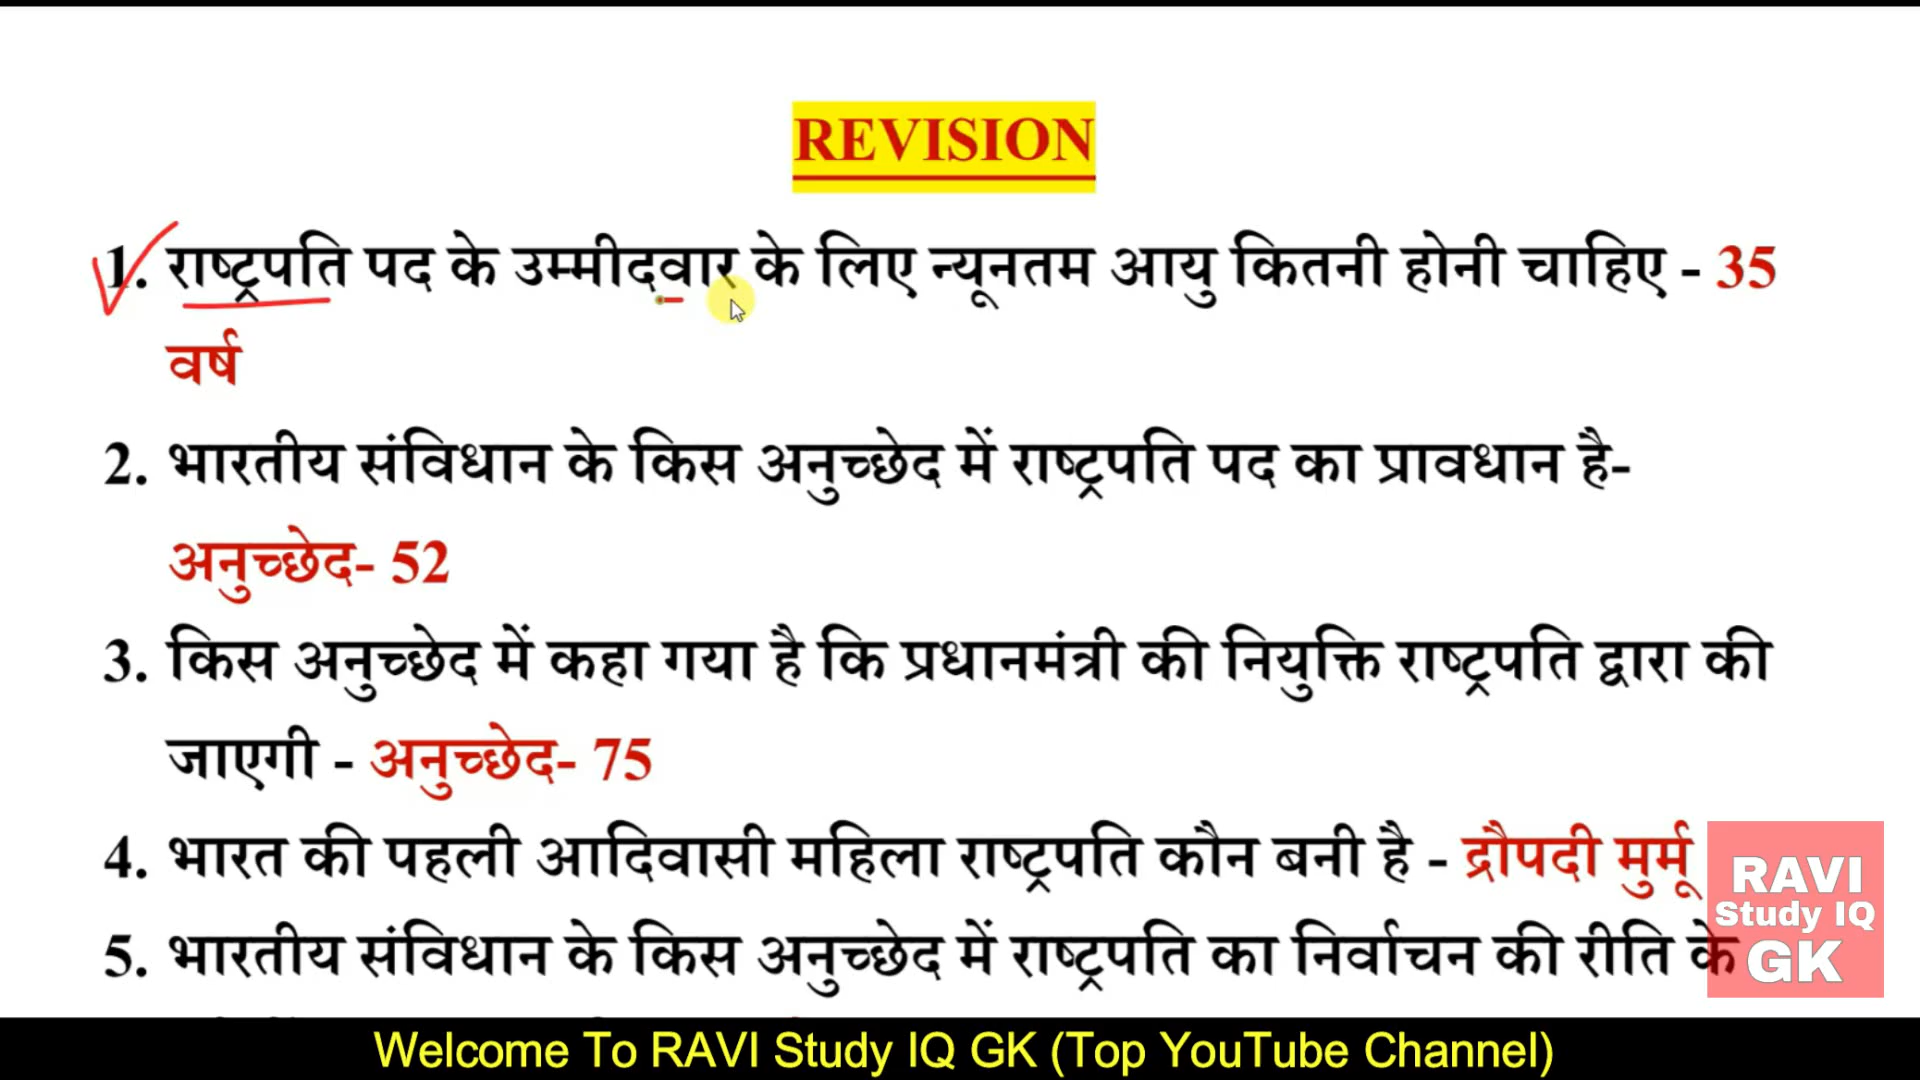 REVISION
1. राष्ट्रपति पद के उम्मीदवार के लिए न्यूनतम आयु कितनी होनी चाहिए - 35
वर्ष
2. भारतीय संविधान के किस अनुच्छेद में राष्ट्रपति पद का प्रावधान है-
अनुच्छेद- 52
3. किस अनुच्छेद में कहा गया है कि प्रधानमंत्री की नियुक्ति राष्ट्रपति द्वारा की
जाएगी - अनुच्छेद- 75
4. भारत की पहली आदिवासी महिला राष्ट्रपति कौन बनी है - द्रौपदी मुर्मू
5. भारतीय संविधान के किस अनुच्छेद में राष्ट्रपति का निर्वाचन की रीति के
RAVI
Study IQ
GK
Welcome To RAVI Study IQ GK (Top YouTube Channel)